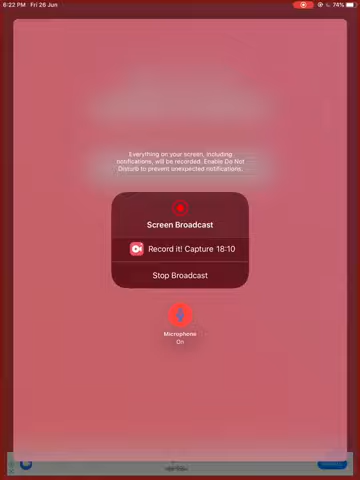 6:22 PM Fri 26 Jun
74%
Everything on your screen, including
notifications, will be recorded. Enable Do Not
Disturb to prevent unexpected notifications.
Screen Broadcast
Record it! Capture 18:10
Stop Broadcast
Microphone
On